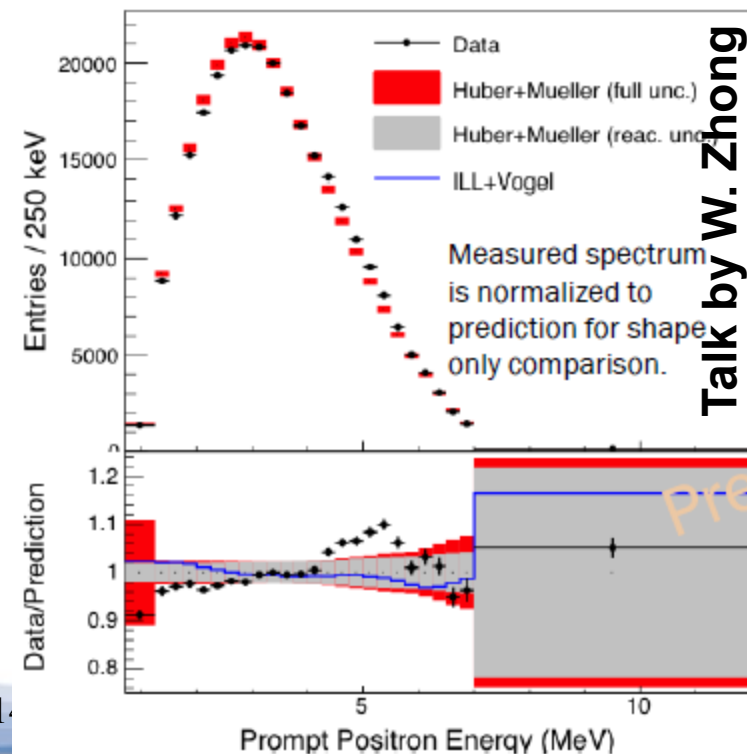 Data
Huber+Mueller (full unc.)
Huber+Mueller (reac. unc.)
ILL+Vogel
Measured spectrum
is normalized to
prediction for shape
only comparison.
Talk by W. Zhong
Entries / 250 keV
20000
15000
10000
5000
0
Data/Prediction
1.2
1.1
1
0.9
0.8
Pre
5
10
Prompt Positron Energy (MeV)